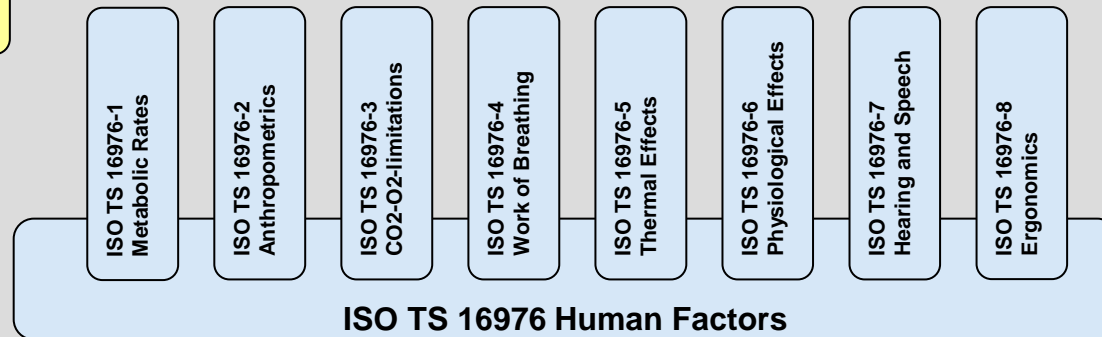 ISO TS 16976-1
Metabolic Rates
ISO TS 16976-2
Anthropometrics
ISO TS 16976-3
CO2-O2-limitations
ISO TS 16976-4
Work of Breathing
ISO TS 16976-5
Thermal Effects
ISO TS 16976-6
Physiological Effects
ISO TS 16976-7
Hearing and Speech
ISO TS 16976-8
Ergonomics
ISO TS 16976 Human Factors